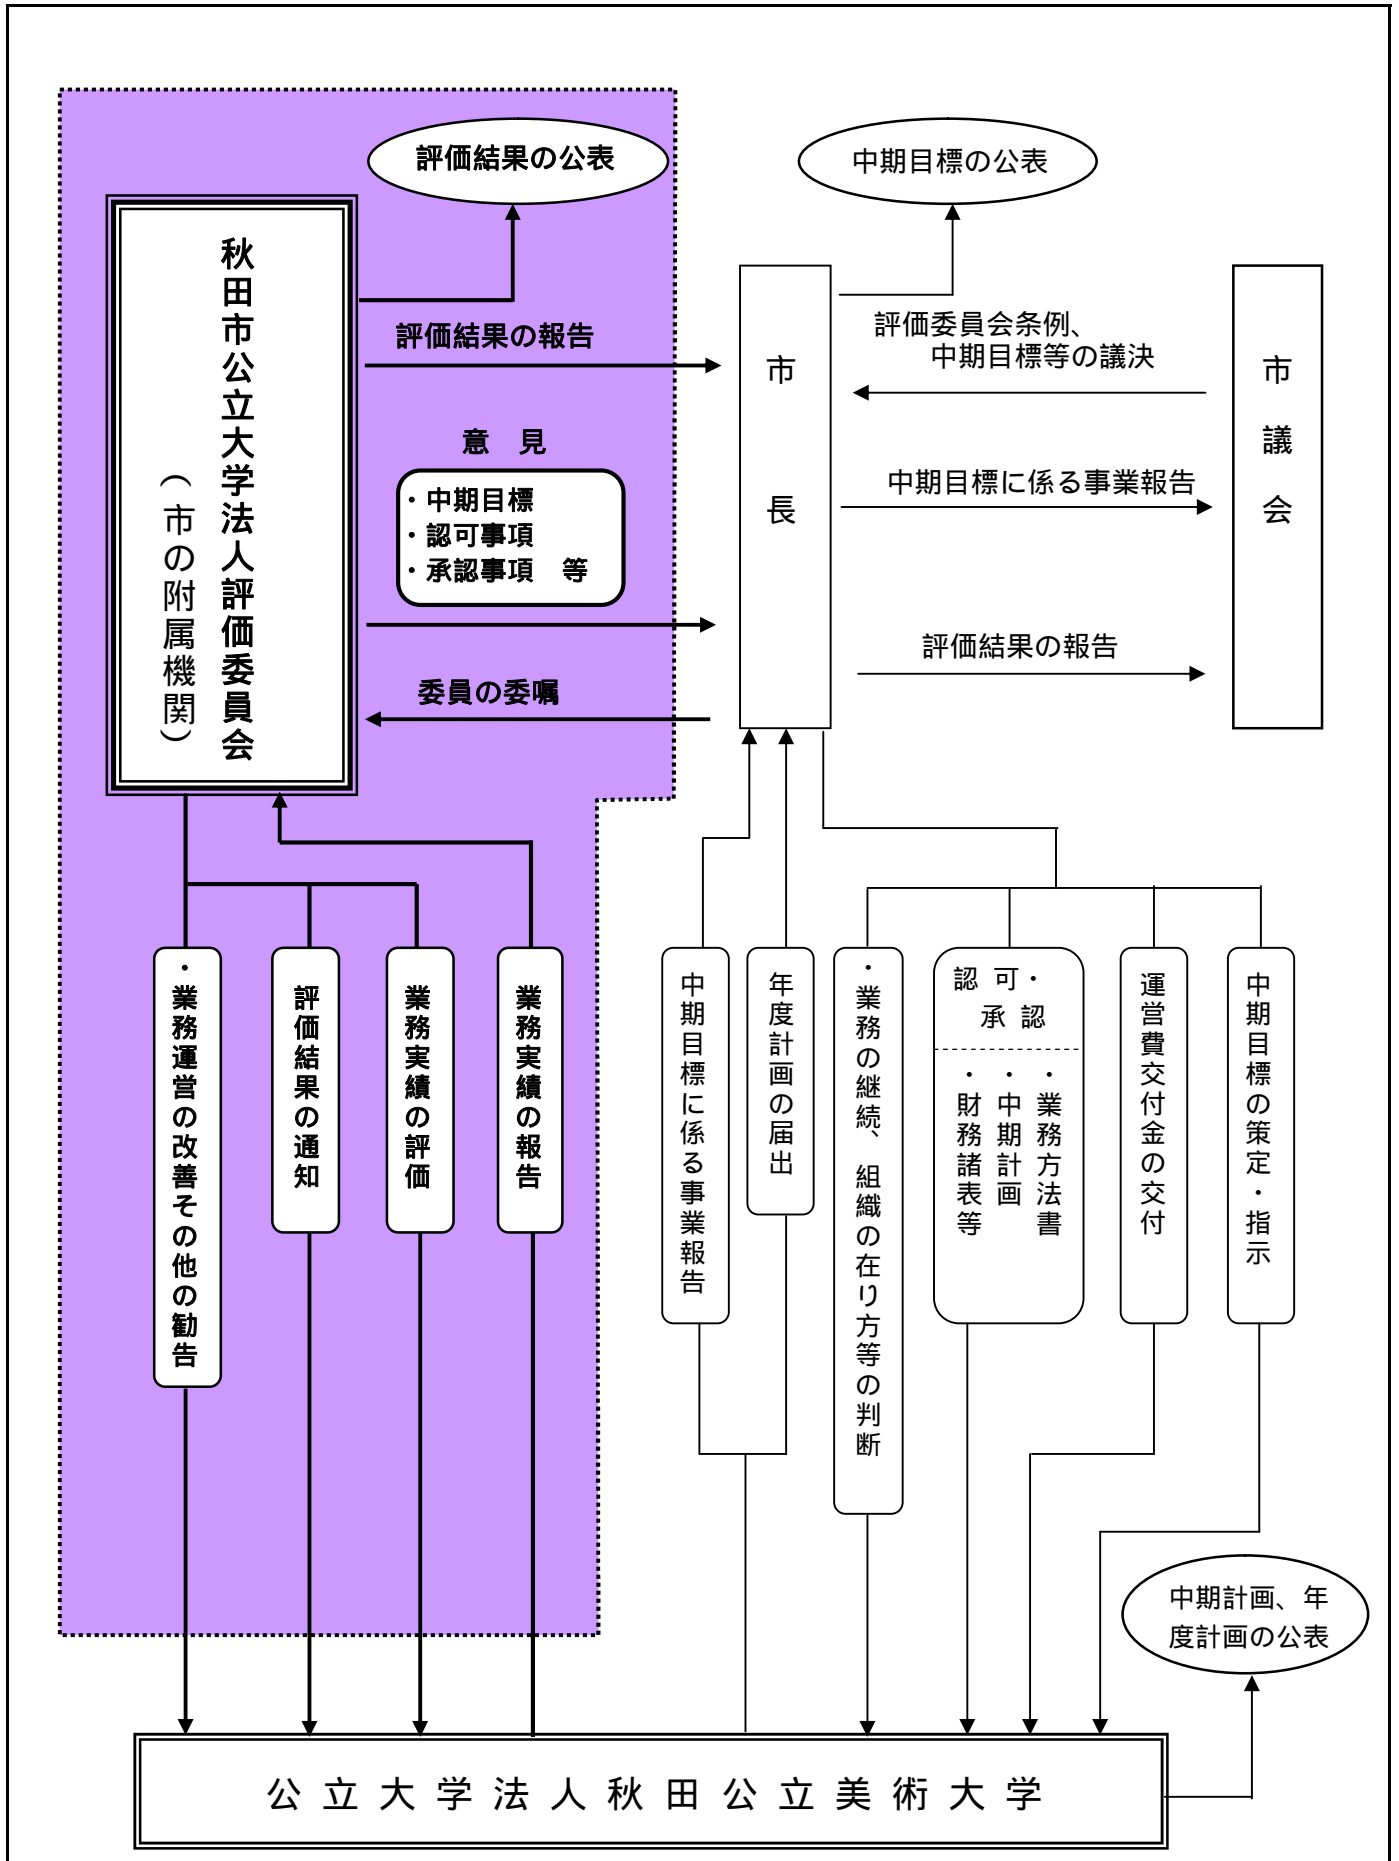 評価結果の公表
中期目標の公表
秋田市公立大学法人評価委員会
（市の附属機関）
評価結果の報告
意　見
・中期目標
・認可事項
・承認事項　等
委員の委嘱
市長
評価委員会条例、
中期目標等の議決
中期目標に係る事業報告
評価結果の報告
市議会
・業務運営の改善その他の勧告
評価結果の通知
業務実績の評価
業務実績の報告
中期目標に係る事業報告
年度計画の届出
・業務の継続、組織の在り方等の判断
認 可・
承 認
・業務方法書
・中期計画
・財務諸表等
運営費交付金の交付
中期目標の策定・指示
中期計画、年
度計画の公表
公立大学法人秋田公立美術大学